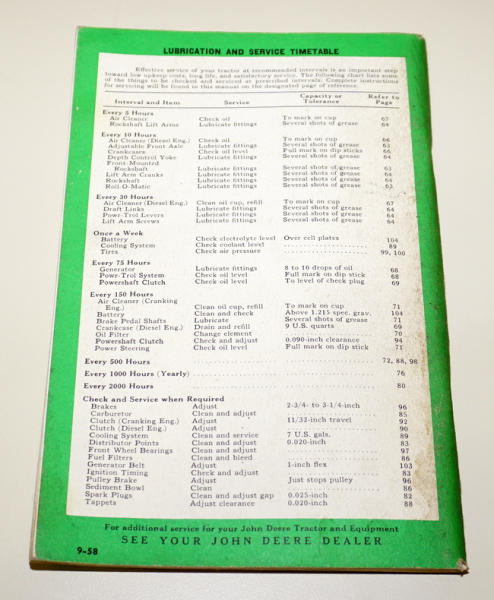 LUBRICATION AND SERVICE TIMETABLE
Effective service of your tractor at recommended intervals is an important step
toward low upkeep costs, long life, and satisfactory service. The following chart lists some
of the things to be checked and serviced at prescribed intervals. Complete instructions
for servicing will be found in this manual on the designated page of reference.
Interval and Item Service Capacity or Tolerance Refer to Page
Every 5 Hours
Air Cleaner Check oil To mark on cup 67
Rockshaft Lift Arms Lubricate fittings Several shots of grease 64
Every 10 Hours
Air Cleaner (Diesel Eng.) Check oil To mark on cup 66
Adjustable Front Axle Lubricate fittings Several shots of grease 63
Crankcases Check oil level Full mark on dip sticks 66
Depth Control Yoke Lubricate fittings Several shots of grease 64
Front-Mounted
Rockshaft Lubricate fittings Several shots of grease 63
Lift Arm Cranks Lubricate fittings Several shots of grease 64
Rockshaft Lubricate fittings Several shots of grease 64
Roll-O-Matic Lubricate fittings Several shots of grease 63
Every 30 Hours
Air Cleaner (Diesel Eng.) Clean oil cup, refill To mark on cup 67
Draft Links Lubricate fittings Several shots of grease 64
Powr-Trol Levers Lubricate fittings Several shots of grease 64
Lift Arm Screws Lubricate fittings Several shots of grease 64
Once a Week
Battery Check electrolyte level Over cell plates 104
Cooling System Check coolant level 89
Tires Check air pressure 99, 100
Every 75 Hours
Generator Lubricate fittings 8 to 10 drops of oil 68
Powr-Trol System Check oil level Full mark on dip stick 68
Powershaft Clutch Check oil level To level of check plug 69
Every 150 Hours
Air Cleaner (Cranking
Eng.) Clean oil cup, refill To mark on cup 71
Battery Clean and check Above 1.215 spec. grav. 104
Brake Pedal Shafts Lubricate Several shots of grease 71
Crankcase (Diesel Eng.) Drain and refill 9 U.S. quarts 69
Oil Filter Change element 70
Powershaft Clutch Check and adjust 0.090-inch clearance 94
Power Steering Check oil level Full mark on dip stick 71
Every 500 Hours 72, 88, 98
Every 1000 Hours (Yearly) 76
Every 2000 Hours 80
Check and Service when Required
Brakes Adjust 2-3/4- to 3-1/4-inch 96
Carburetor Clean and adjust 85
Clutch (Cranking Eng.) Adjust 11/32-inch travel 92
Clutch (Diesel Eng.) Adjust 90
Cooling System Clean and service 7 U.S. gals. 89
Distributor Points Clean and adjust 0.020-inch 83
Front Wheel Bearings Clean and adjust 97
Fuel Filters Clean and bleed 86
Generator Belt Adjust 1-inch flex 103
Ignition Timing Check and adjust 83
Pulley Brake Adjust Just stops pulley 96
Sediment Bowl Clean 86
Spark Plugs Clean and adjust gap 0.025-inch 82
Tappets Adjust clearance 0.020-inch 88
For additional service for your John Deere Tractor and Equipment
SEE YOUR JOHN DEERE DEALER
9-58